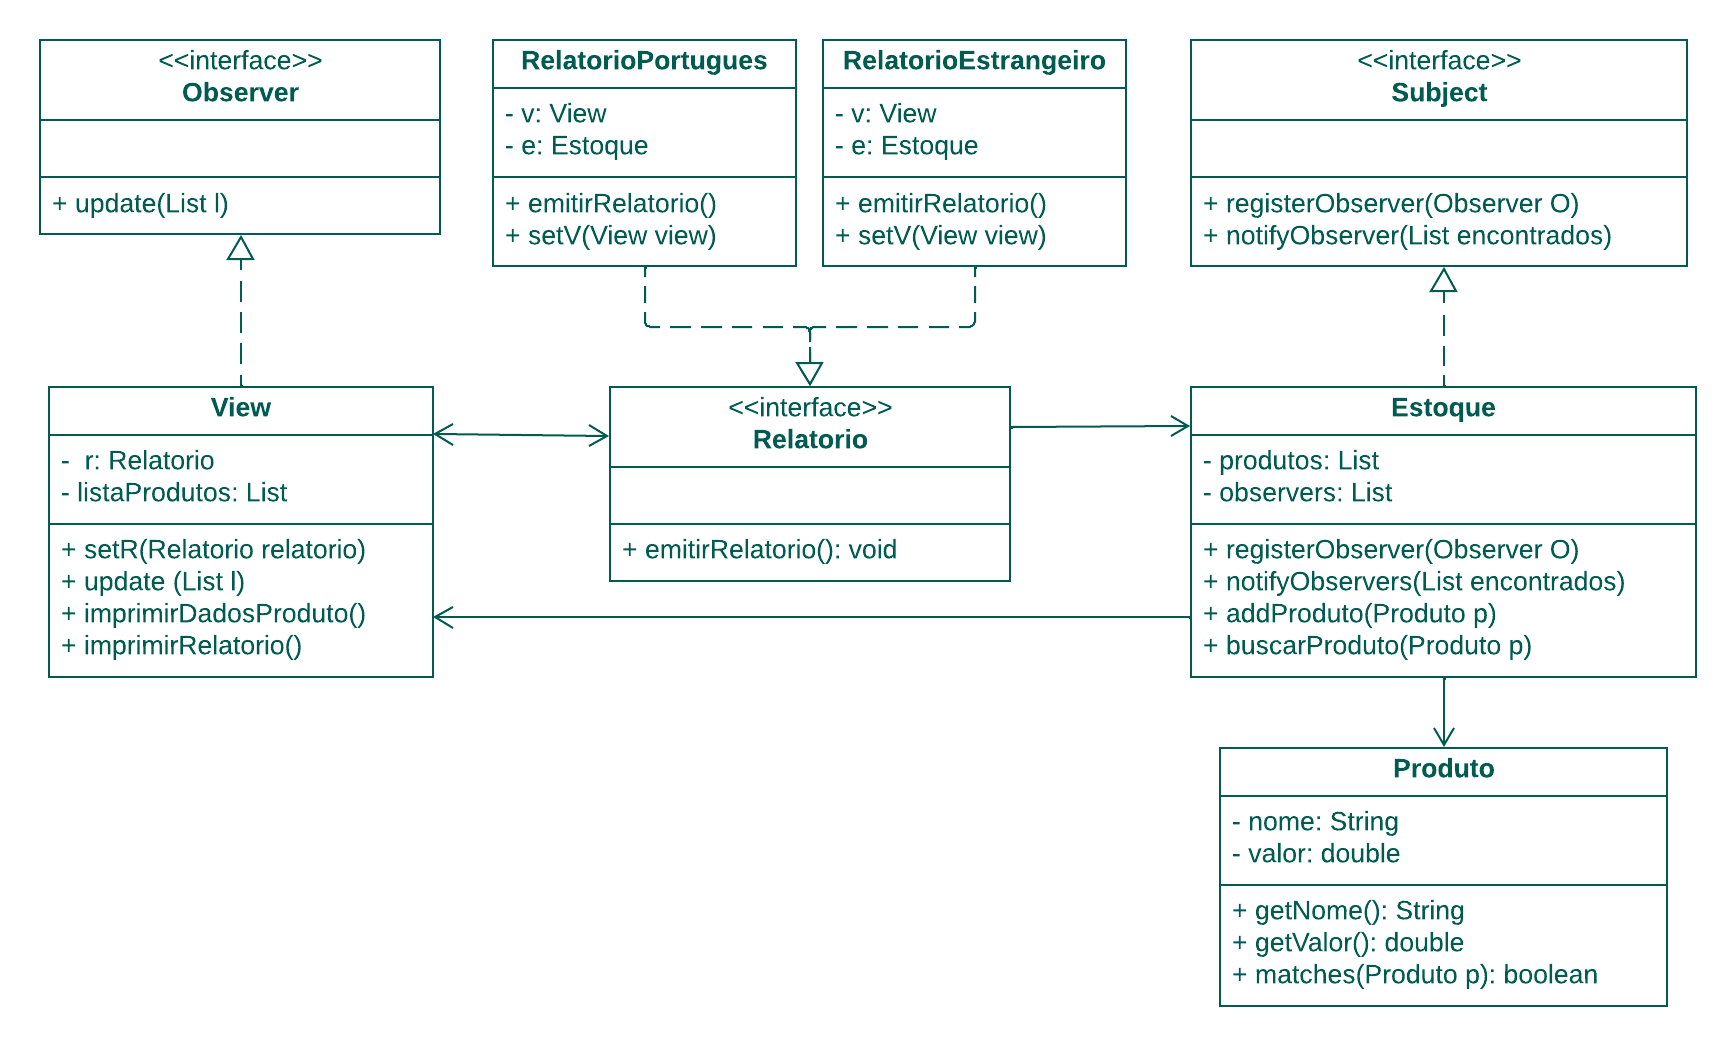 <<interface>>
Observer
+ update(List l)
RelatorioPortugues
- v: View
- e: Estoque
+ emitirRelatorio()
+ setV(View view)
RelatorioEstrangeiro
- v: View
- e: Estoque
+ emitirRelatorio()
+ setV(View view)
<<interface>>
Subject
+ registerObserver(Observer O)
+ notifyObserver(List encontrados)
View
- r: Relatorio
- listaProdutos: List
+ setR(Relatorio relatorio)
+ update (List l)
+ imprimirDadosProduto()
+ imprimirRelatorio()
<<interface>>
Relatorio
+ emitirRelatorio(): void
Estoque
- produtos: List
- observers: List
+ registerObserver(Observer O)
+ notifyObservers(List encontrados)
+ addProduto(Produto p)
+ buscarProduto(Produto p)
Produto
- nome: String
- valor: double
+ getNome(): String
+ getValor(): double
+ matches(Produto p): boolean